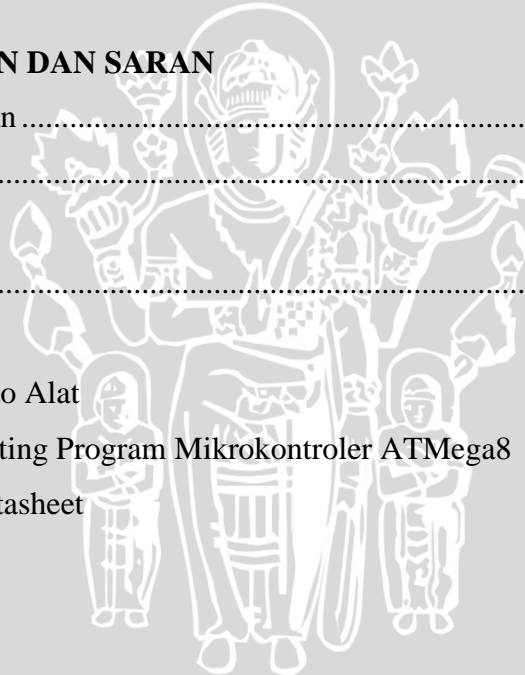 N DAN SARAN
n ................................................................
................................................................
................................................................
o Alat
ting Program Mikrokontroler ATMega8
tasheet